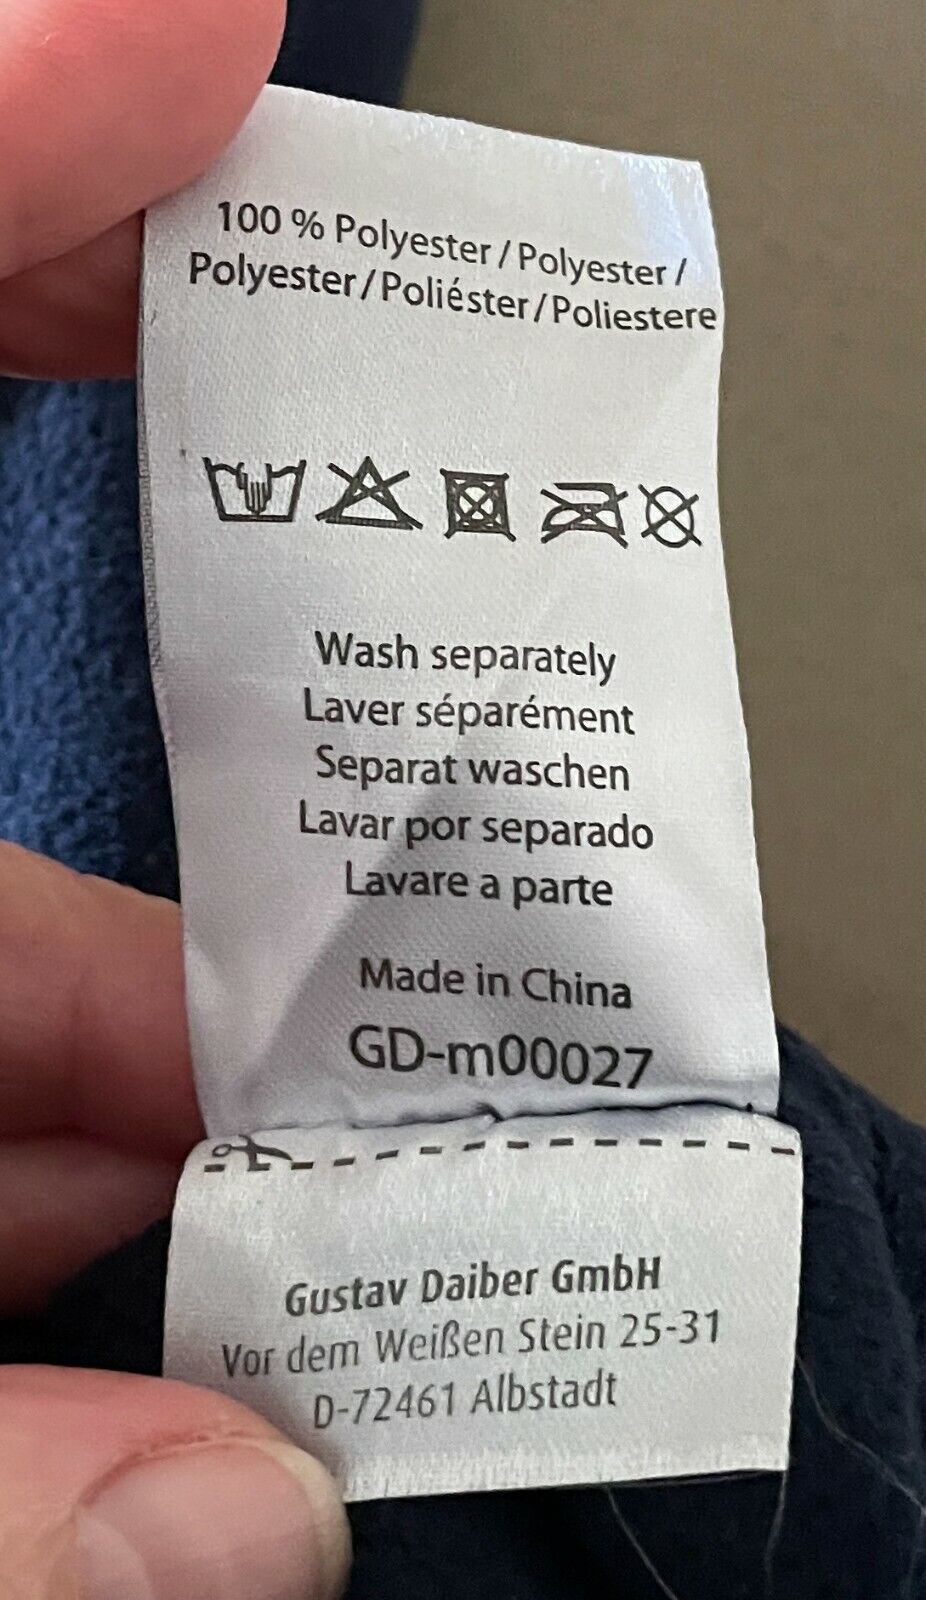 100 % Polyester / Polyester /
Polyester / Poliéster / Poliestere
Wash separately
Laver séparément
Separat waschen
Lavar por separado
Lavare a parte
Made in China
GD-m00027
Gustav Daiber GmbH
Vor dem Weißen Stein 25-31
D-72461 Albstadt